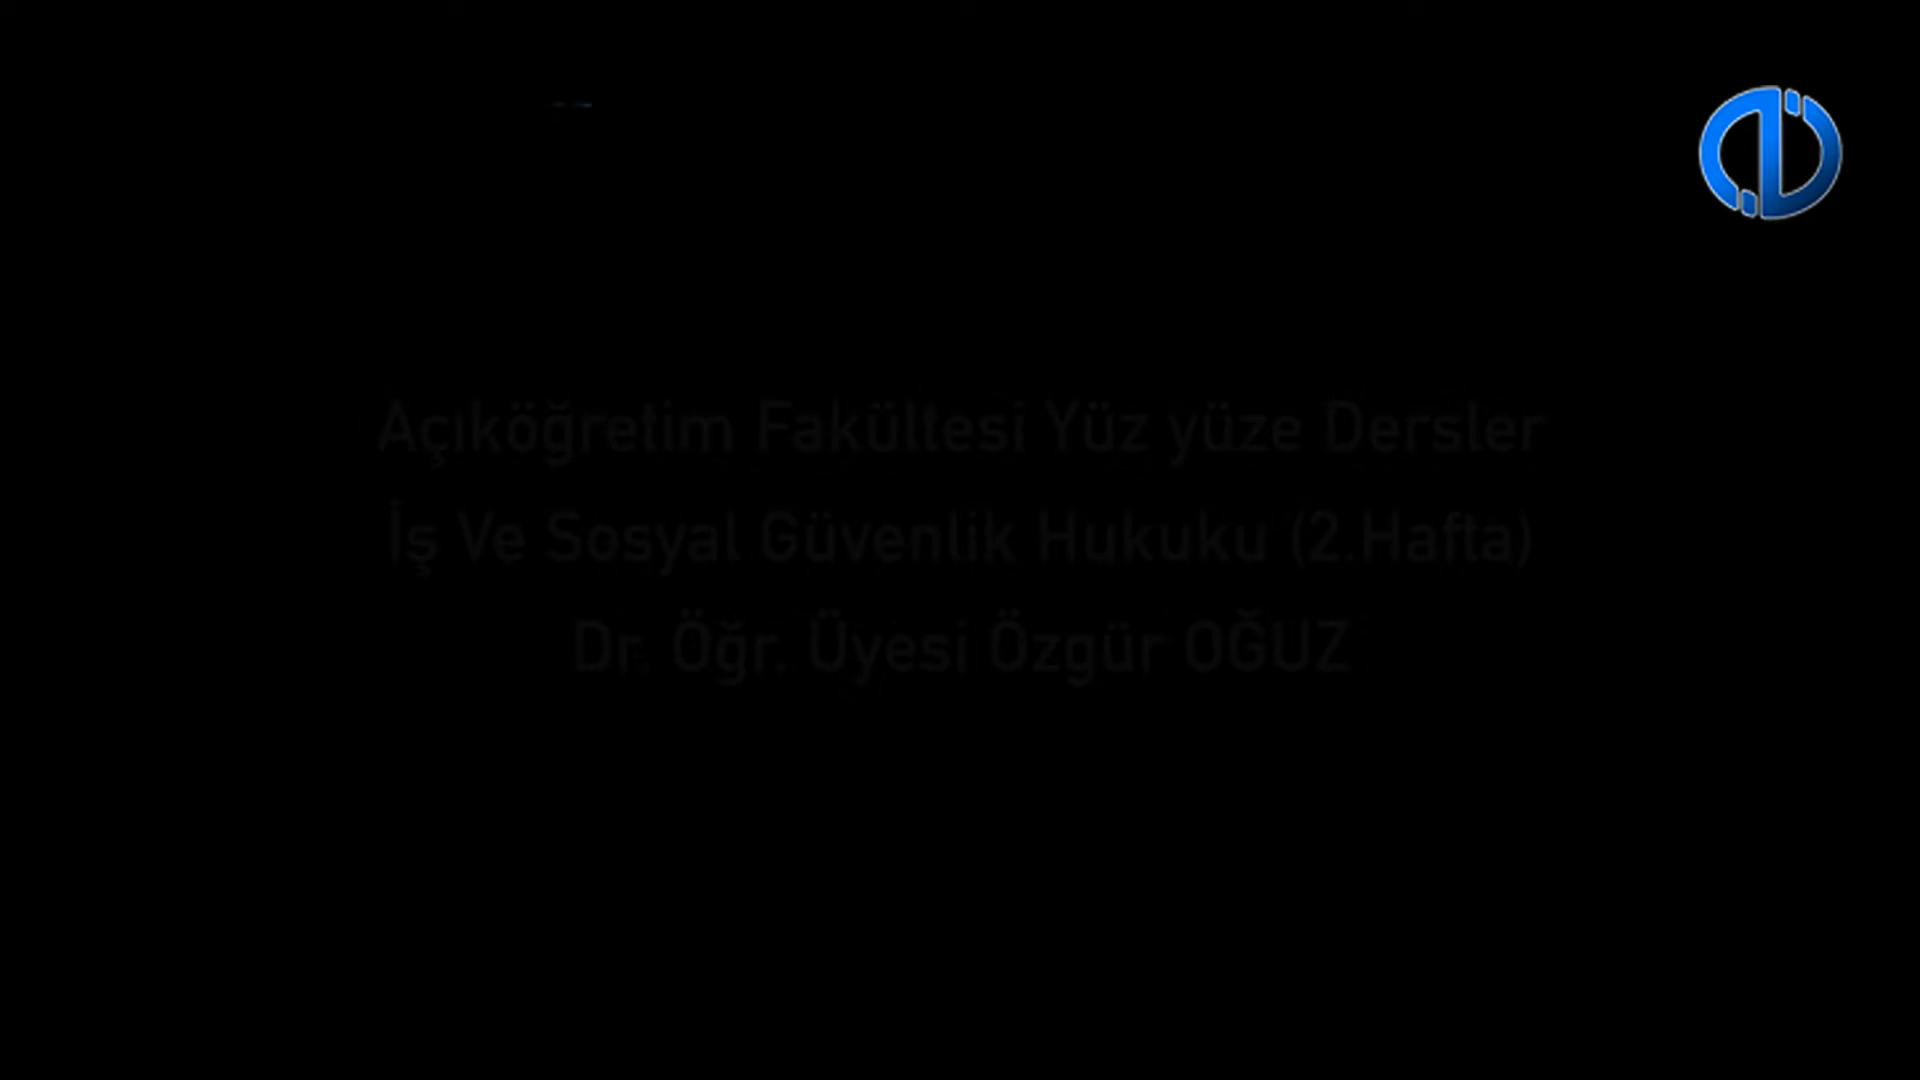 Açıköğretim Fakültesi Yüz yüze Dersler
İş Ve Sosyal Güvenlik Hukuku (2.Hafta)
Dr. Öğr. Üyesi Özgür OĞUZ